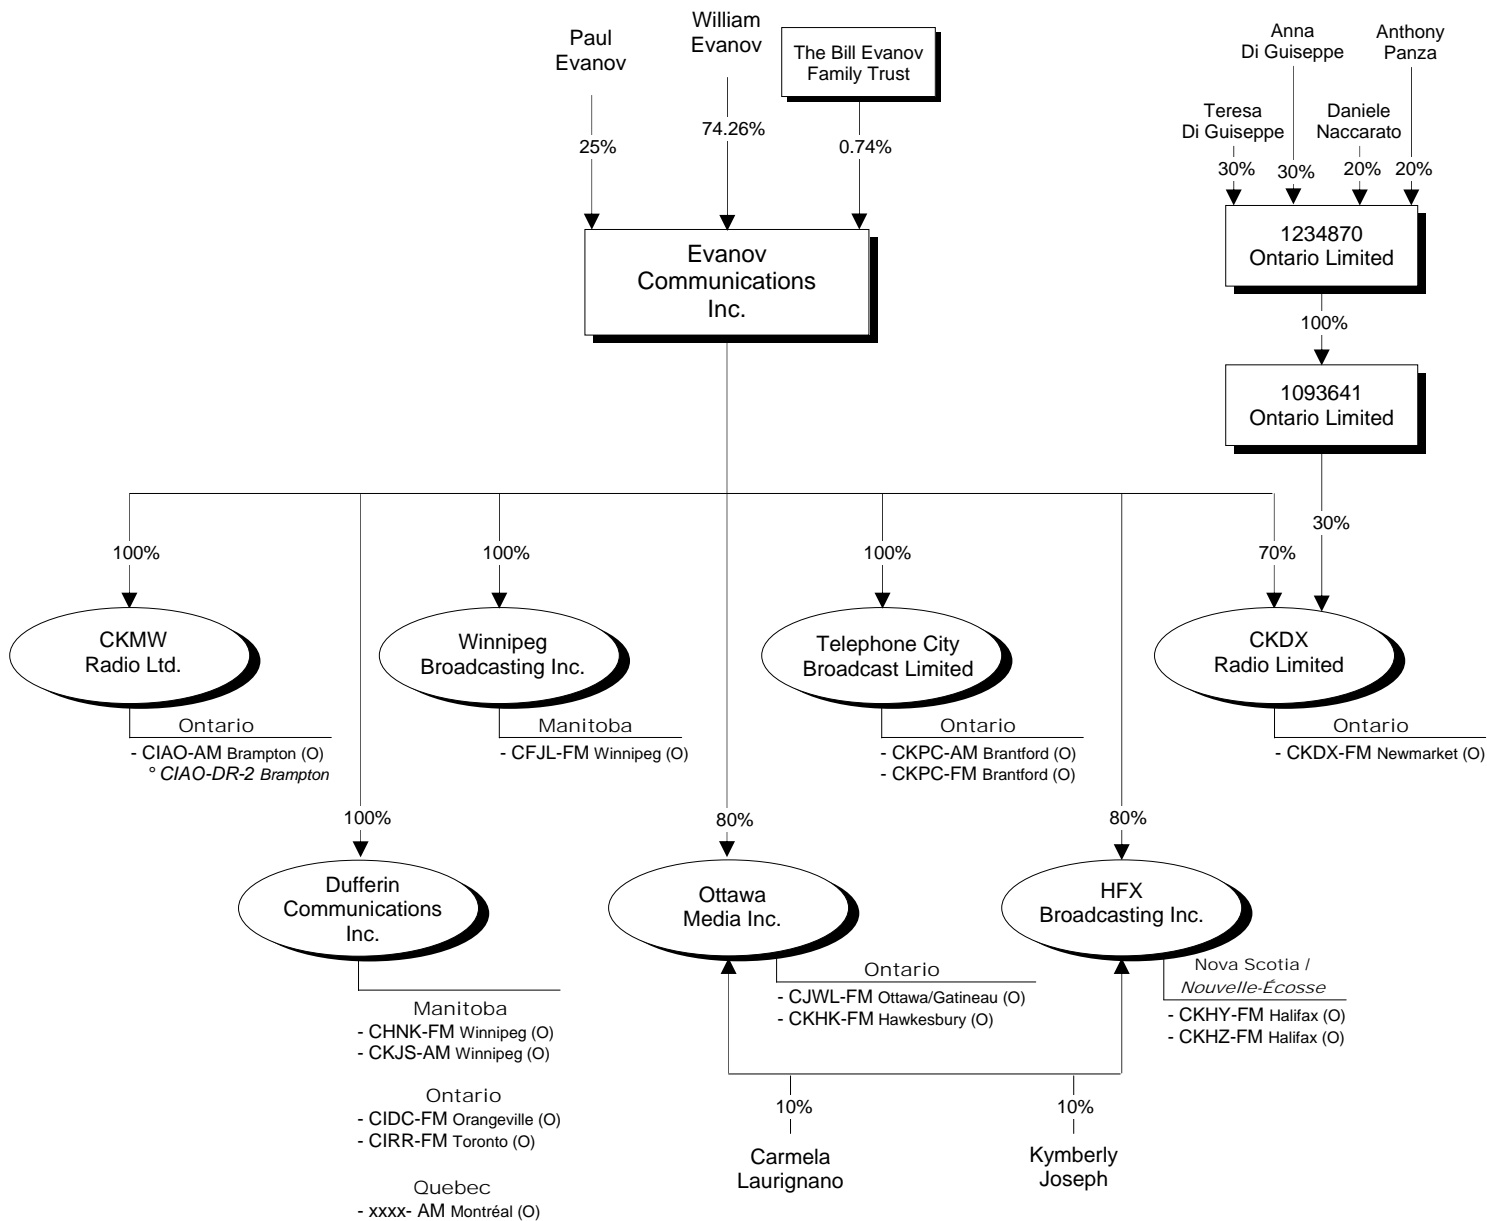 Paul
Evanov
William
Evanov
The Bill Evanov
Family Trust
Anna
Di Guiseppe
Anthony
Panza
Teresa
Di Guiseppe
Daniele
Naccarato
25%
74.26%
0.74%
30%
30%
20%
20%
Evanov
Communications
Inc.
1234870
Ontario Limited
100%
1093641
Ontario Limited
30%
100%
100%
100%
70%
CKMW
Radio Ltd.
Winnipeg
Broadcasting Inc.
Telephone City
Broadcast Limited
CKDX
Radio Limited
Ontario
- CIAO-AM Brampton (O)
° CIAO-DR-2 Brampton
Manitoba
- CFJL-FM Winnipeg (O)
Ontario
- CKPC-AM Brantford (O)
- CKPC-FM Brantford (O)
Ontario
- CKDX-FM Newmarket (O)
100%
80%
80%
Dufferin
Communications
Inc.
Ottawa
Media Inc.
HFX
Broadcasting Inc.
Manitoba
- CHNK-FM Winnipeg (O)
- CKJS-AM Winnipeg (O)
Ontario
- CIDC-FM Orangeville (O)
- CIRR-FM Toronto (O)
Quebec
- xxxx- AM Montréal (O)
Ontario
- CJWL-FM Ottawa/Gatineau (O)
- CKHK-FM Hawkesbury (O)
Nova Scotia /
Nouvelle-Écosse
- CKHY-FM Halifax (O)
- CKHZ-FM Halifax (O)
10%
Carmela
Laurignano
10%
Kymberly
Joseph